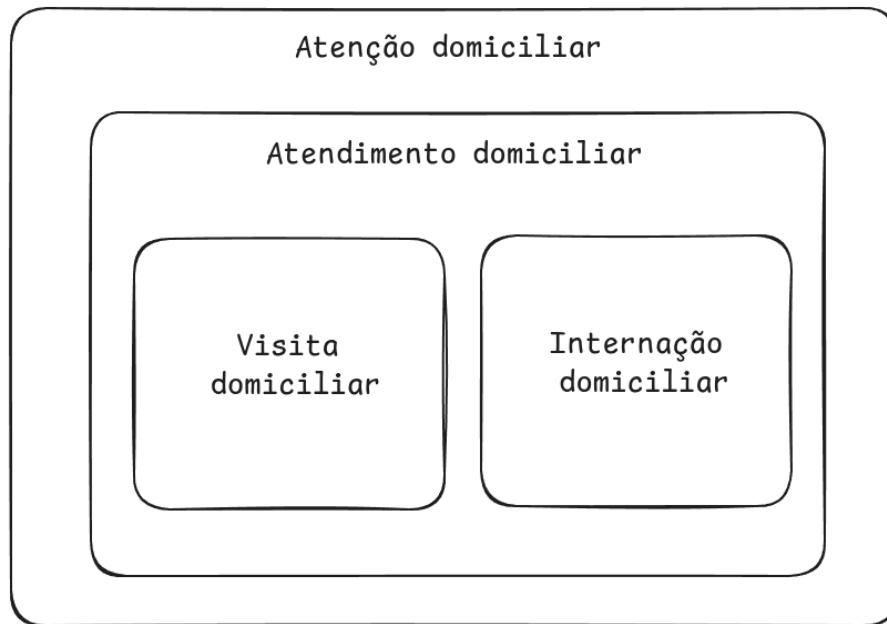 Atenção domiciliar
Atendimento domiciliar
Visita
domiciliar
Internação
domiciliar